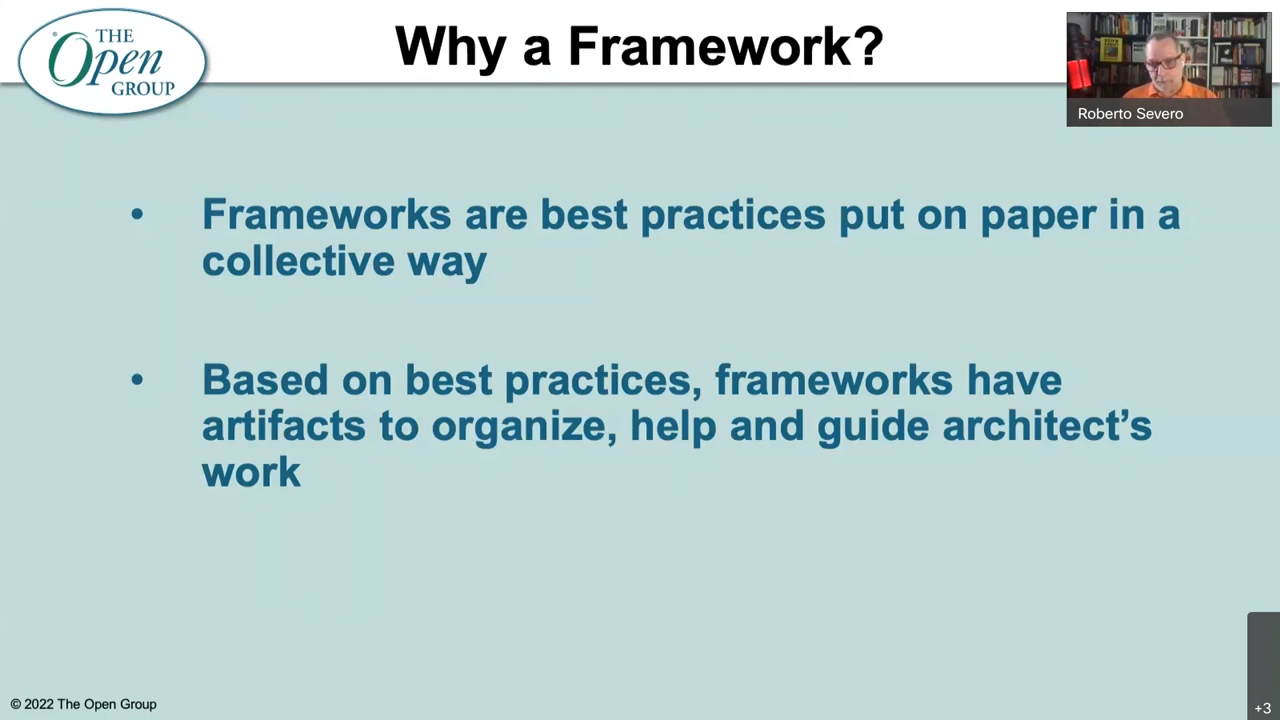 THE
Open
GROUP
Why a Framework?
Roberto Severo
• Frameworks are best practices put on paper in a
collective way
• Based on best practices, frameworks have
artifacts to organize, help and guide architect’s
work
© 2022 The Open Group
+3